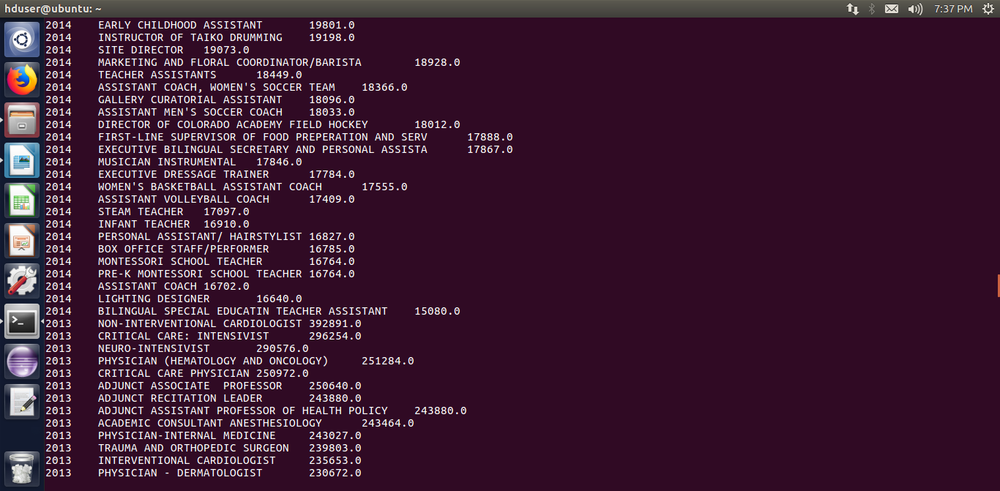 hduser@ubuntu: ~ 7:37 PM
2014 EARLY CHILDHOOD ASSISTANT 19801.0
2014 INSTRUCTOR OF TAIKO DRUMMING 19198.0
2014 SITE DIRECTOR 19073.0
2014 MARKETING AND FLORAL COORDINATOR/BARISTA 18928.0
2014 TEACHER ASSISTANTS 18449.0
2014 ASSISTANT COACH, WOMEN'S SOCCER TEAM 18366.0
2014 GALLERY CURATORIAL ASSISTANT 18096.0
2014 ASSISTANT MEN'S SOCCER COACH 18033.0
2014 DIRECTOR OF COLORADO ACADEMY FIELD HOCKEY 18012.0
2014 FIRST-LINE SUPERVISOR OF FOOD PREPERATION AND SERV 17888.0
2014 EXECUTIVE BILINGUAL SECRETARY AND PERSONAL ASSISTA 17867.0
2014 MUSICIAN INSTRUMENTAL 17846.0
2014 EXECUTIVE DRESSAGE TRAINER 17784.0
2014 WOMEN'S BASKETBALL ASSISTANT COACH 17555.0
2014 ASSISTANT VOLLEYBALL COACH 17409.0
2014 STEAM TEACHER 17097.0
2014 INFANT TEACHER 16910.0
2014 PERSONAL ASSISTANT/ HAIRSTYLIST 16827.0
2014 BOX OFFICE STAFF/PERFORMER 16785.0
2014 MONTESSORI SCHOOL TEACHER 16764.0
2014 PRE-K MONTESSORI SCHOOL TEACHER 16764.0
2014 ASSISTANT COACH 16702.0
2014 LIGHTING DESIGNER 16640.0
2014 BILINGUAL SPECIAL EDUCATIN TEACHER ASSISTANT 15080.0
2013 NON-INTERVENTIONAL CARDIOLOGIST 392891.0
2013 CRITICAL CARE: INTENSIVIST 296254.0
2013 NEURO-INTENSIVIST 290576.0
2013 PHYSICIAN (HEMATOLOGY AND ONCOLOGY) 251284.0
2013 CRITICAL CARE PHYSICIAN 250972.0
2013 ADJUNCT ASSOCIATE  PROFESSOR 250640.0
2013 ADJUNCT RECITATION LEADER 243880.0
2013 ADJUNCT ASSISTANT PROFESSOR OF HEALTH POLICY 243880.0
2013 ACADEMIC CONSULTANT ANESTHESIOLOGY 243464.0
2013 PHYSICIAN-INTERNAL MEDICINE 243027.0
2013 TRAUMA AND ORTHOPEDIC SURGEON 239803.0
2013 INTERVENTIONAL CARDIOLOGIST 235653.0
2013 PHYSICIAN - DERMATOLOGIST 230672.0